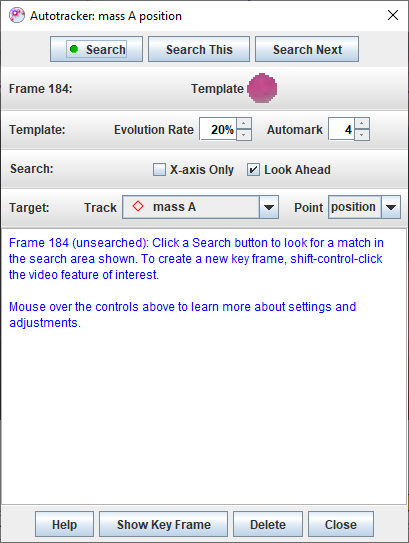 Autotracker: mass A position
Search Search This Search Next
Frame 184: Template
Template: Evolution Rate 20% Automark 4
Search: X-axis Only Look Ahead
Target: Track mass A Point position
Frame 184 (unsearched): Click a Search button to look for a match in
the search area shown. To create a new key frame, shift-control-click
the video feature of interest.
Mouse over the controls above to learn more about settings and
adjustments.
Help Show Key Frame Delete Close